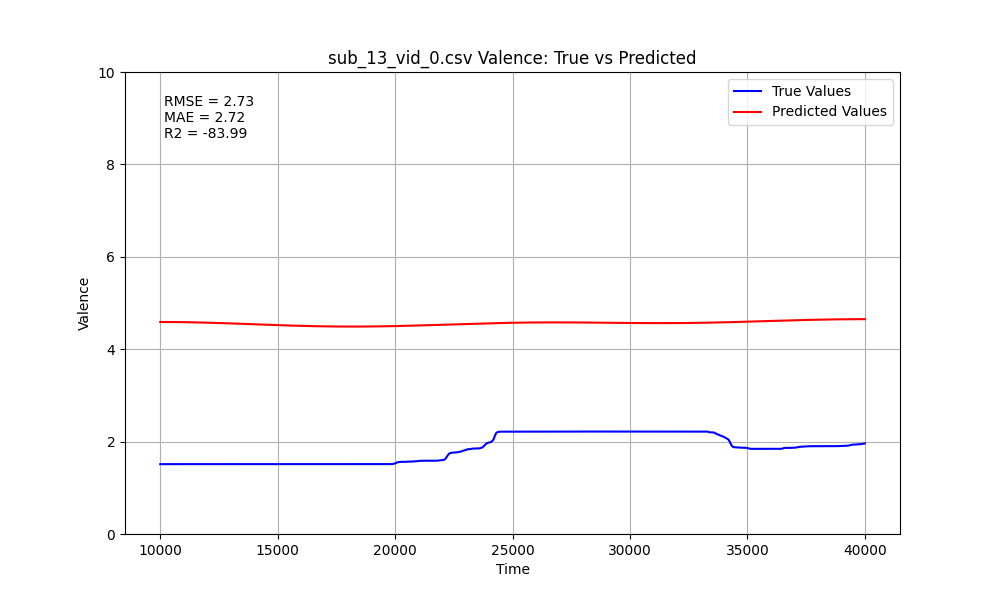 sub_13_vid_0.csv Valence: True vs Predicted
RMSE = 2.73
MAE = 2.72
R2 = -83.99
True Values
Predicted Values
10
8
6
4
2
0
Valence
10000 15000 20000 25000 30000 35000 40000
Time